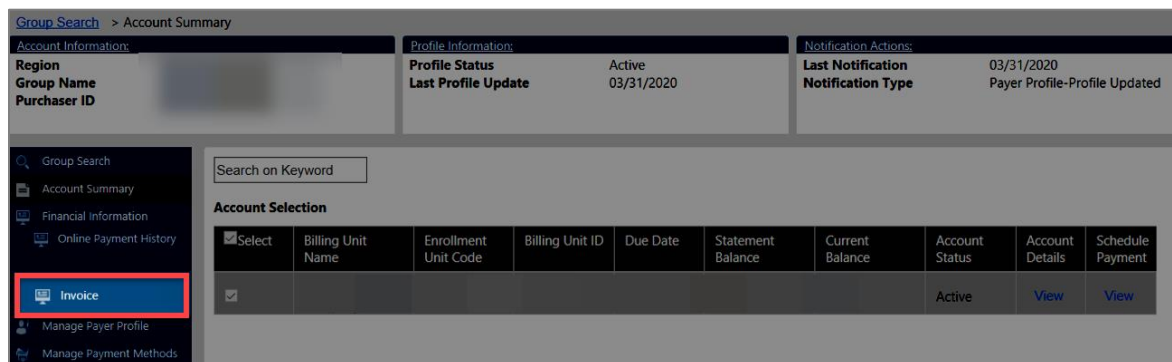 Group Search > Account Summary
Account Information:
Region
Group Name
Purchaser ID
Profile Information:
Profile Status Active
Last Profile Update 03/31/2020
Notification Actions:
Last Notification 03/31/2020
Notification Type Payer Profile-Profile Updated
Group Search
Account Summary
Financial Information
Online Payment History
Invoice
Manage Payer Profile
Manage Payment Methods
Search on Keyword
Account Selection
Select Billing Unit Name Enrollment Unit Code Billing Unit ID Due Date Statement Balance Current Balance Account Status Account Details Schedule Payment
Active View View